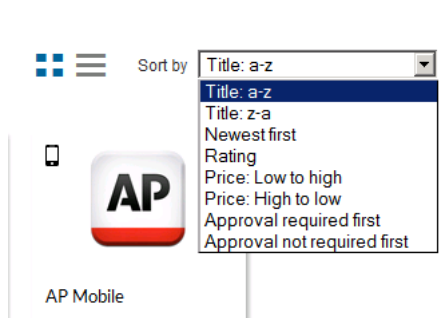 Sort by Title: a-z
Title: a-z
Title: z-a
Newest first
Rating
Price: Low to high
Price: High to low
Approval required first
Approval not required first
AP
AP Mobile